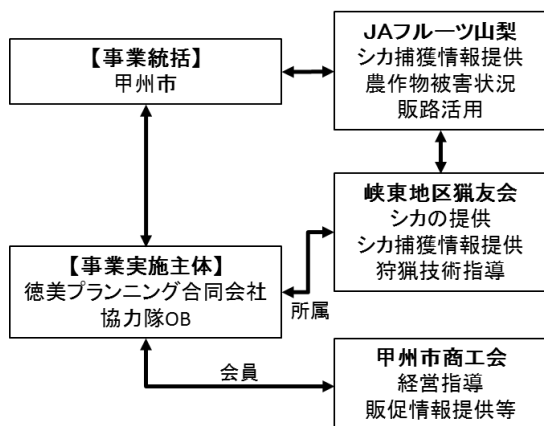 【事業統括】
甲州市
JAフルーツ山梨
シカ捕獲情報提供
農作物被害状況
販路活用
峡東地区猟友会
シカの提供
シカ捕獲情報提供
狩猟技術指導
【事業実施主体】
徳美プランニング合同会社
協力隊OB
所属
会員
甲州市商工会
経営指導
販促情報提供等